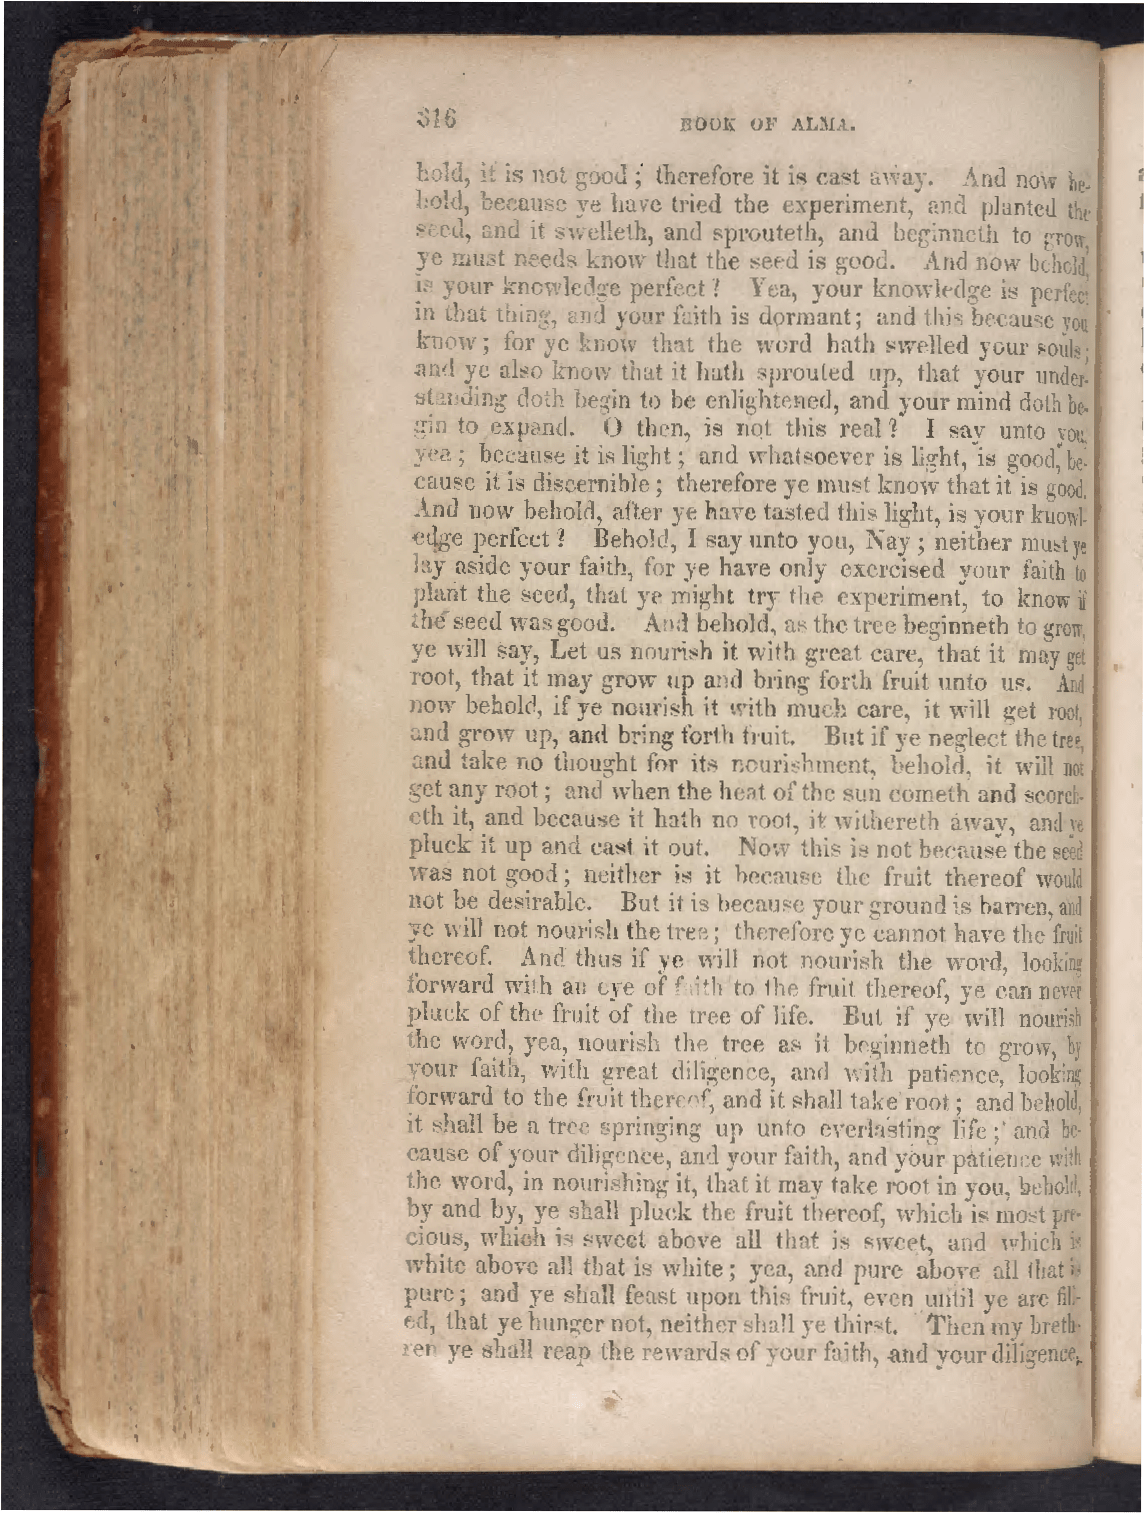 316 BOOK OF ALMA.
hold, it is not good; therefore it is cast away. And now be-
hold, because ye have tried the experiment, and planted the
seed, and it swelleth, and sprouteth, and beginneth to grow,
ye must needs know that the seed is good. And now behold,
is your knowledge perfect? Yea, your knowledge is perfect
in that thing, and your faith is dormant; and this because you
know; for ye know that the word hath swelled your souls;
and ye also know that it hath sprouted up, that your under-
standing doth begin to be enlightened, and your mind doth be-
gin to expand. O then, is not this real? I say unto you,
yea; because it is light; and whatsoever is light, is good, be-
cause it is discernible; therefore ye must know that it is good.
And now behold, after ye have tasted this light, is your knowl-
edge perfect? Behold, I say unto you, Nay; neither must ye
lay aside your faith, for ye have only exercised your faith to
plant the seed, that ye might try the experiment, to know if
the seed was good. And behold, as the tree beginneth to grow,
ye will say, Let us nourish it with great care, that it may get
root, that it may grow up and bring forth fruit unto us. And
now behold, if ye nourish it with much care, it will get root,
and grow up, and bring forth fruit. But if ye neglect the tree,
and take no thought for its nourishment, behold, it will not
get any root; and when the heat of the sun cometh and scorch-
eth it, and because it hath no root, it withereth away, and ye
pluck it up and cast it out. Now this is not because the seed
was not good; neither is it because the fruit thereof would
not be desirable. But it is because your ground is barren, and
ye will not nourish the tree; therefore ye cannot have the fruit
thereof. And thus if ye will not nourish the word, looking
forward with an eye of faith to the fruit thereof, ye can never
pluck of the fruit of the tree of life. But if ye will nourish
the word, yea, nourish the tree as it beginneth to grow, by
your faith, with great diligence, and with patience, looking
forward to the fruit thereof, and it shall take root; and behold,
it shall be a tree springing up unto everlasting life; and be-
cause of your diligence, and your faith, and your patience with
the word, in nourishing it, that it may take root in you, behold,
by and by, ye shall pluck the fruit thereof, which is most pre-
cious, which is sweet above all that is sweet, and which is
white above all that is white; yea, and pure above all that is
pure; and ye shall feast upon this fruit, even until ye are fill-
ed, that ye hunger not, neither shall ye thirst. Then my breth-
ren ye shall reap the rewards of your faith, and your diligence,